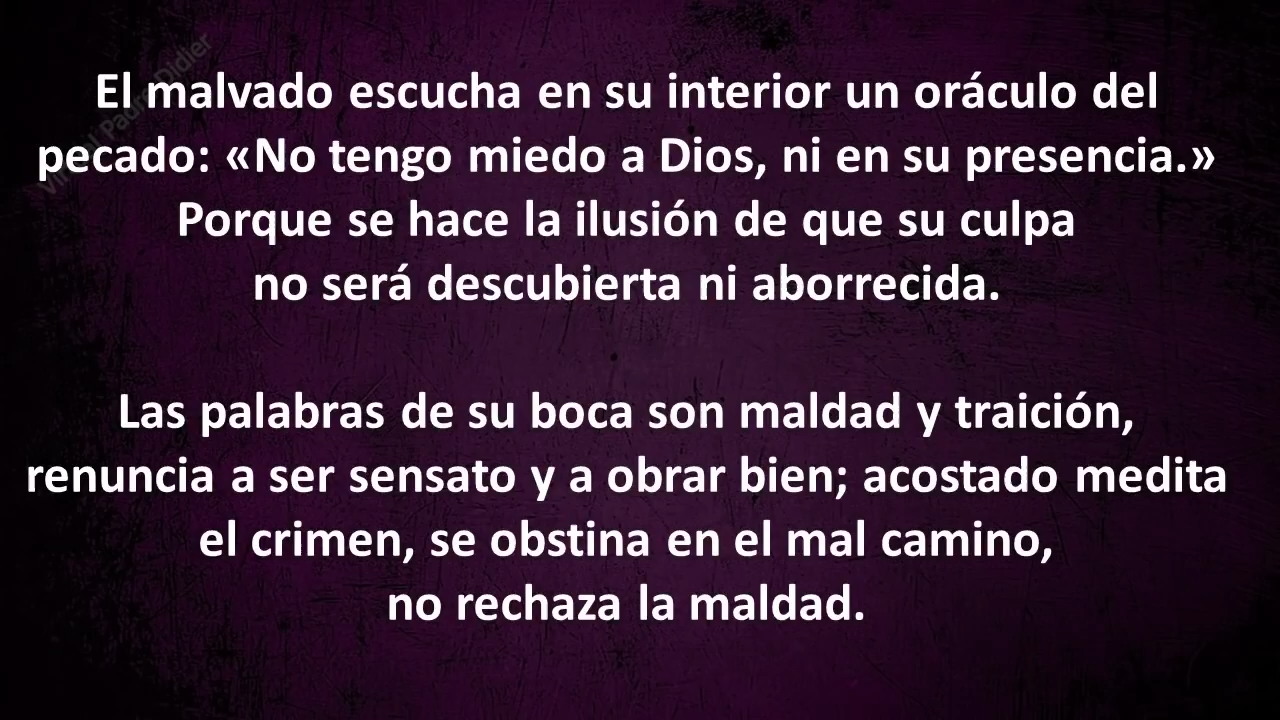 El malvado escucha en su interior un oráculo del
pecado: «No tengo miedo a Dios, ni en su presencia.»
Porque se hace la ilusión de que su culpa
no será descubierta ni aborrecida.
Las palabras de su boca son maldad y traición,
renuncia a ser sensato y a obrar bien; acostado medita
el crimen, se obstina en el mal camino,
no rechaza la maldad.
Didier